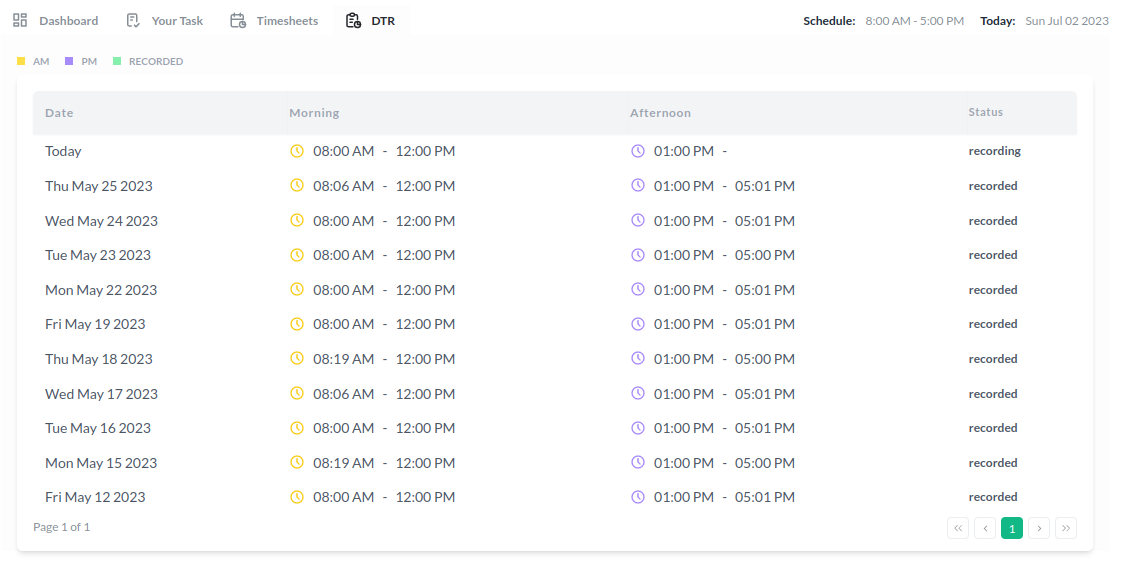 Dashboard Your Task Timesheets DTR Schedule: 8:00 AM - 5:00 PM Today: Sun Jul 02 2023
AM PM RECORDED
Date Morning Afternoon Status
Today 08:00 AM - 12:00 PM 01:00 PM - recording
Thu May 25 2023 08:06 AM - 12:00 PM 01:00 PM - 05:01 PM recorded
Wed May 24 2023 08:00 AM - 12:00 PM 01:00 PM - 05:01 PM recorded
Tue May 23 2023 08:00 AM - 12:00 PM 01:00 PM - 05:00 PM recorded
Mon May 22 2023 08:00 AM - 12:00 PM 01:00 PM - 05:01 PM recorded
Fri May 19 2023 08:00 AM - 12:00 PM 01:00 PM - 05:01 PM recorded
Thu May 18 2023 08:19 AM - 12:00 PM 01:00 PM - 05:00 PM recorded
Wed May 17 2023 08:06 AM - 12:00 PM 01:00 PM - 05:01 PM recorded
Tue May 16 2023 08:00 AM - 12:00 PM 01:00 PM - 05:01 PM recorded
Mon May 15 2023 08:19 AM - 12:00 PM 01:00 PM - 05:00 PM recorded
Fri May 12 2023 08:00 AM - 12:00 PM 01:00 PM - 05:01 PM recorded
Page 1 of 1 « ‹ 1 › »